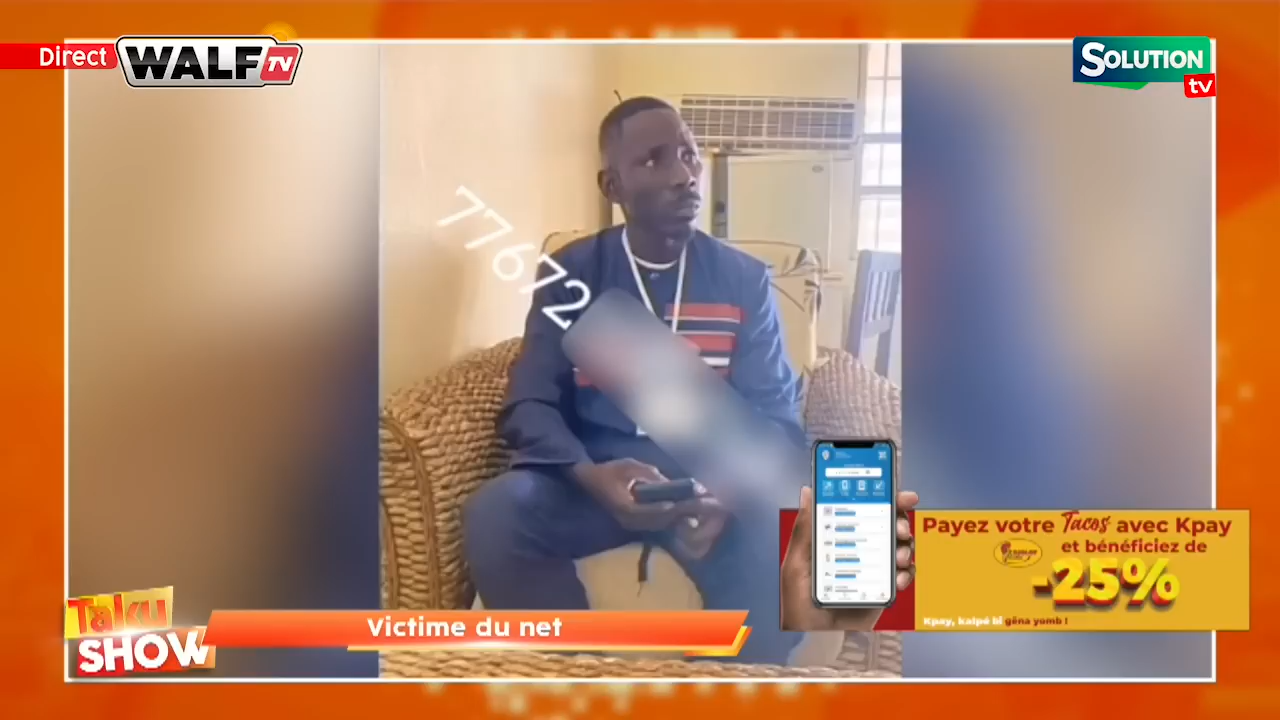 Direct
WALF TV
SOLUTION
tv
77672
Payez votre Tacos avec Kpay
et bénéficiez de
-25%
Kpay, kalpé bi gëna yomb !
Taku
SHOW
Victime du net